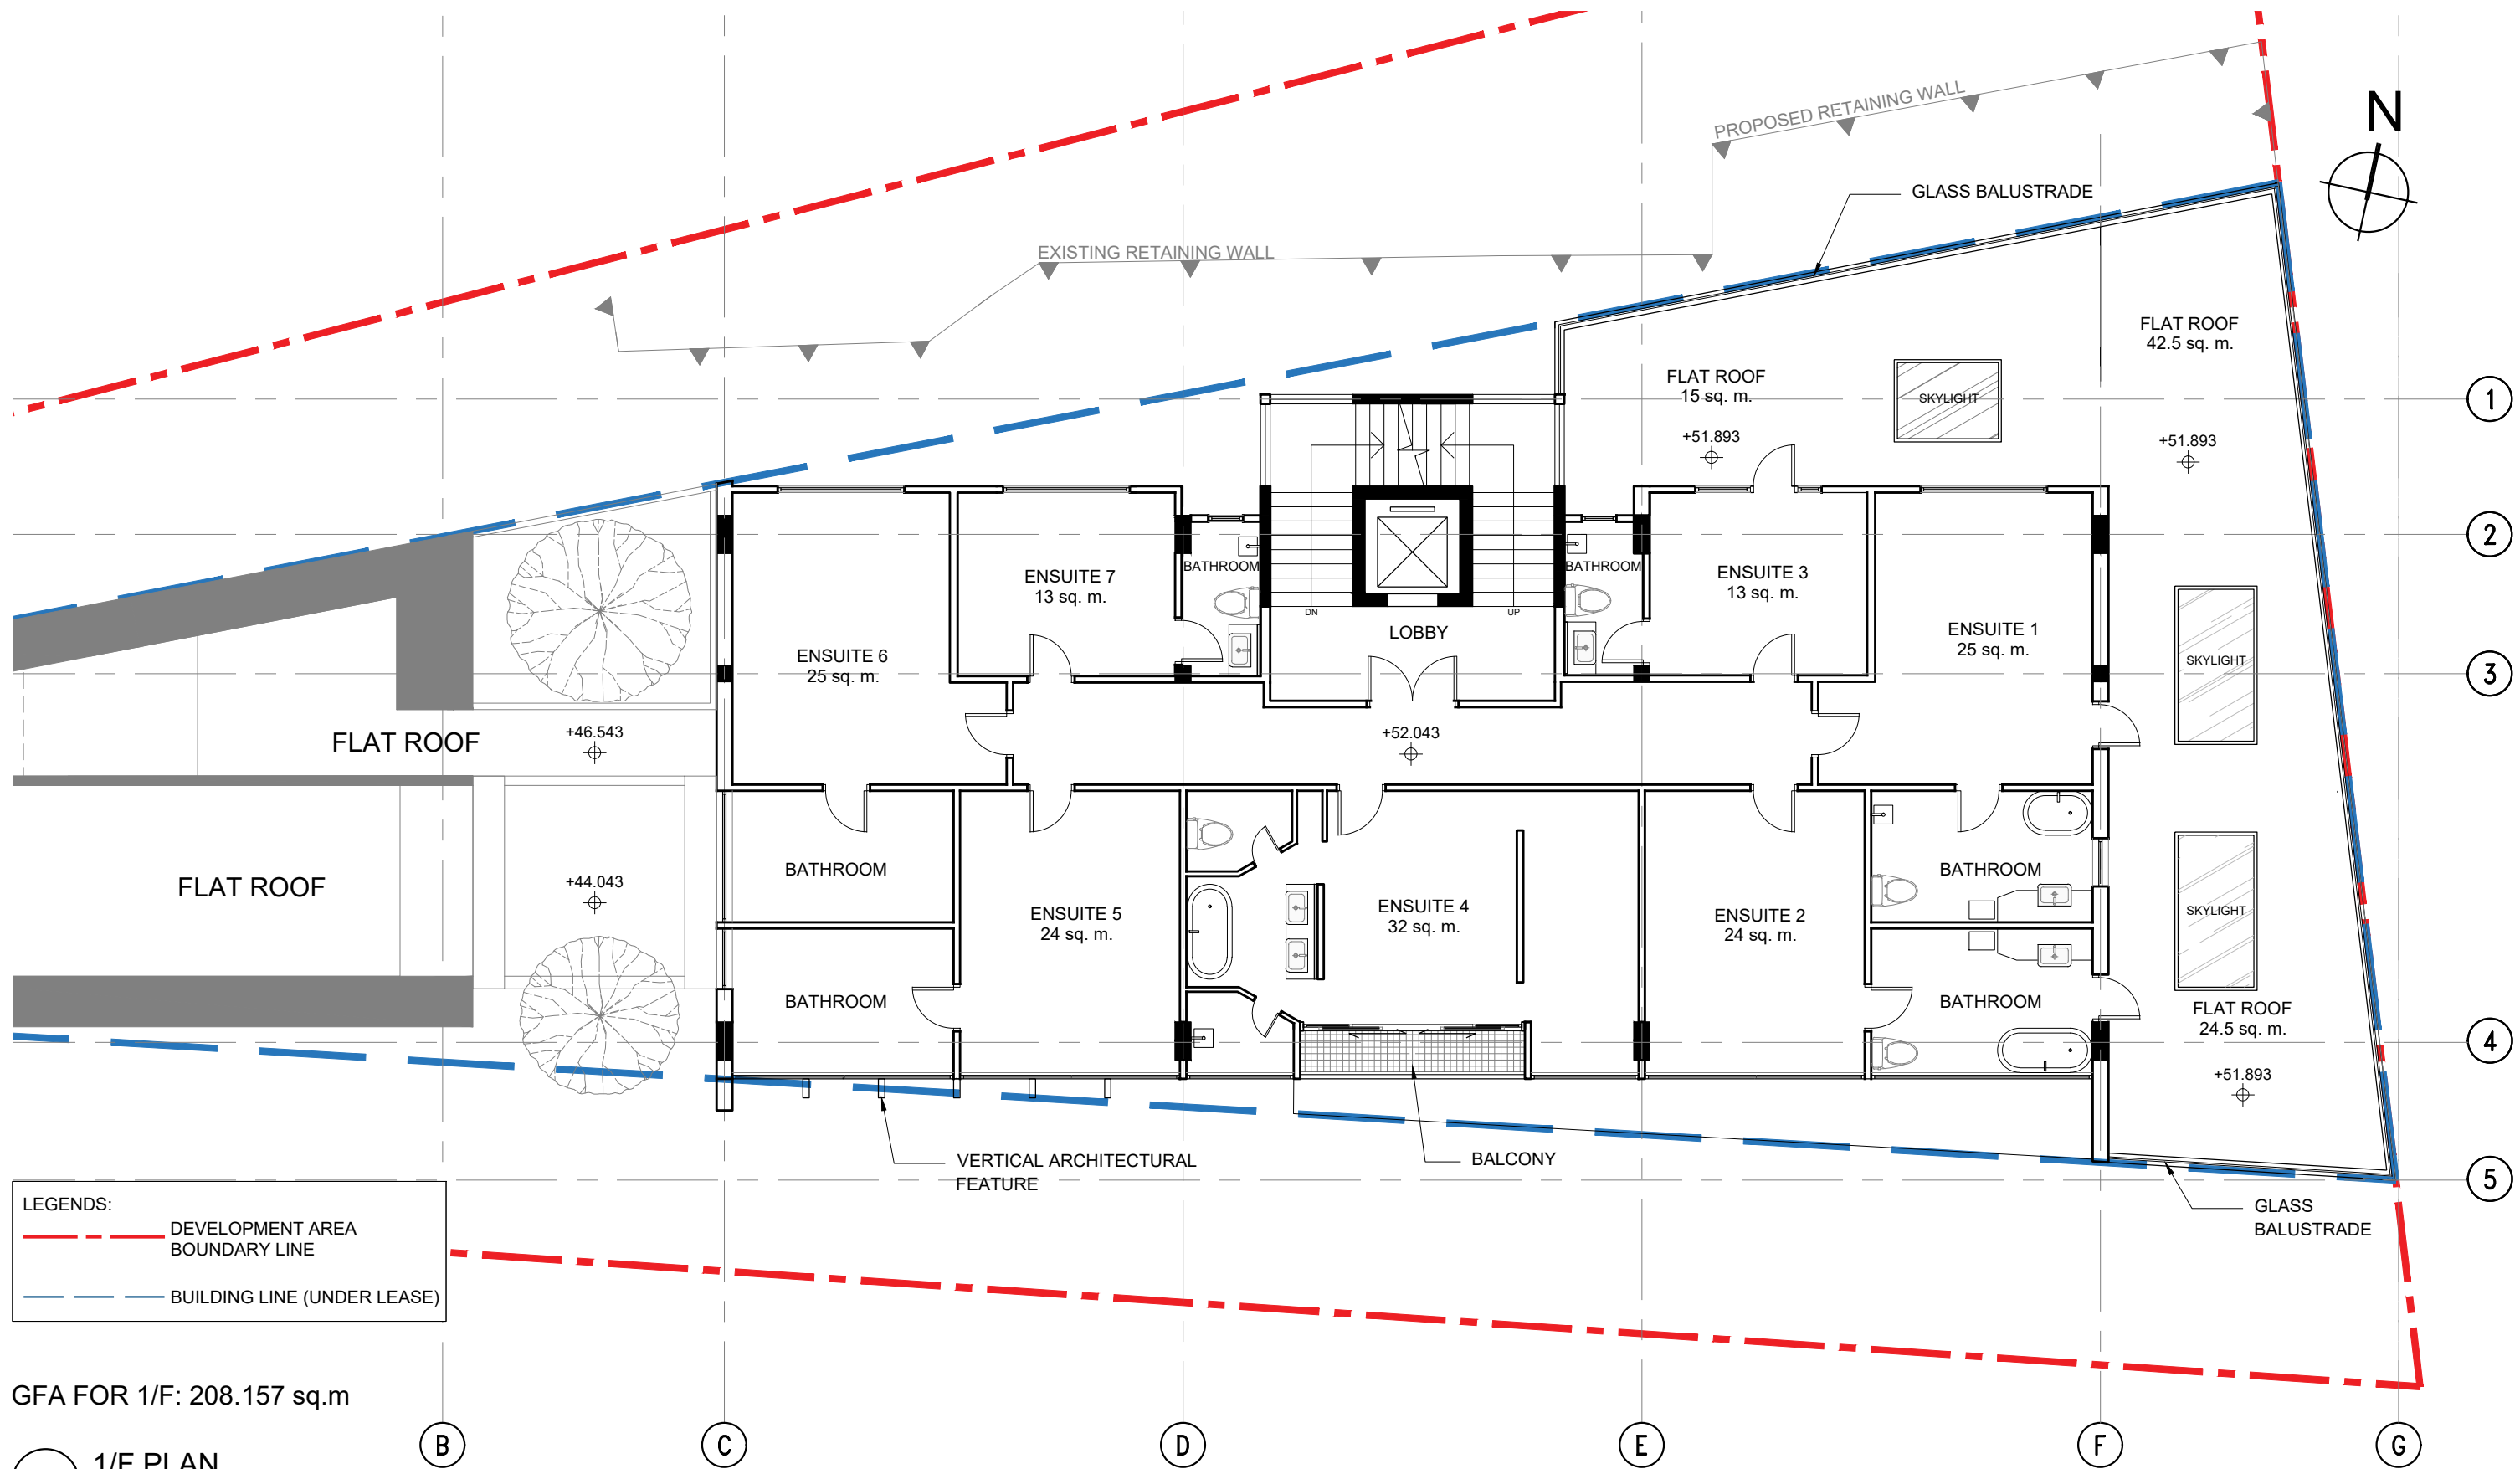 N
PROPOSED RETAINING WALL
GLASS BALUSTRADE
EXISTING RETAINING WALL
FLAT ROOF
42.5 sq. m.
FLAT ROOF
15 sq. m.
SKYLIGHT
1
+51.893
+51.893
2
BATHROOM
BATHROOM
ENSUITE 7
13 sq. m.
ENSUITE 3
13 sq. m.
DN
UP
LOBBY
ENSUITE 1
25 sq. m.
ENSUITE 6
25 sq. m.
SKYLIGHT
3
FLAT ROOF
+46.543
+52.043
BATHROOM
BATHROOM
FLAT ROOF
+44.043
ENSUITE 5
24 sq. m.
ENSUITE 4
32 sq. m.
ENSUITE 2
24 sq. m.
SKYLIGHT
BATHROOM
BATHROOM
FLAT ROOF
24.5 sq. m.
4
+51.893
VERTICAL ARCHITECTURAL
FEATURE
BALCONY
5
GLASS
BALUSTRADE
LEGENDS:
DEVELOPMENT AREA
BOUNDARY LINE
BUILDING LINE (UNDER LEASE)
GFA FOR 1/F: 208.157 sq.m
B
C
D
E
F
G
1/F PLAN